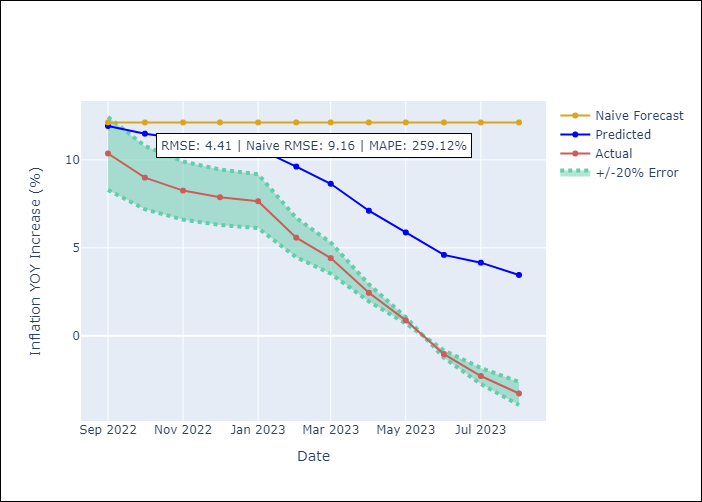 Naive Forecast
Predicted
Actual
+/-20% Error
RMSE: 4.41 | Naive RMSE: 9.16 | MAPE: 259.12%
Inflation YOY Increase (%)
10
5
0
Sep 2022
Nov 2022
Jan 2023
Mar 2023
May 2023
Jul 2023
Date